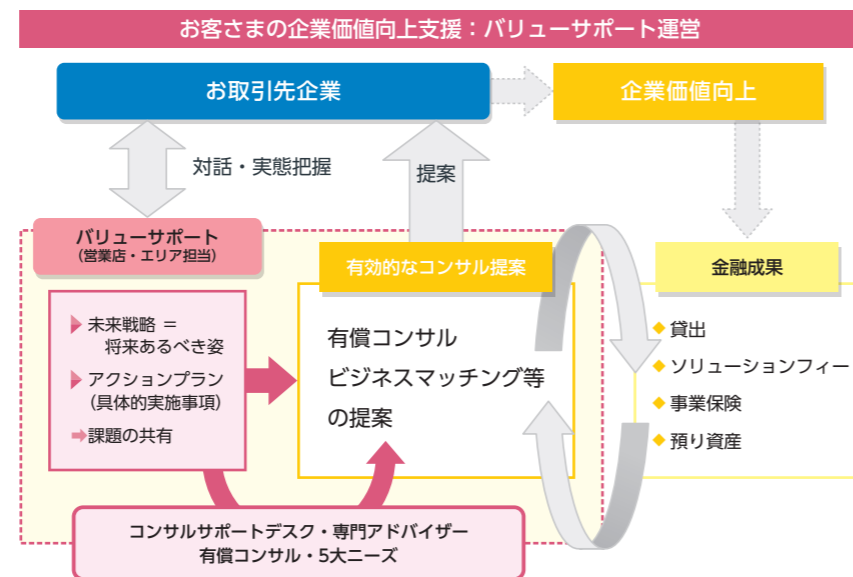 お客さまの企業価値向上支援：バリューサポート運営
お取引先企業
企業価値向上
対話・実態把握
提案
バリューサポート
（営業店・エリア担当）
有効的なコンサル提案
金融成果
未来戦略 ＝
将来あるべき姿
アクションプラン
（具体的実施事項）
課題の共有
有償コンサル
ビジネスマッチング等
の提案
貸出
ソリューションフィー
事業保険
預り資産
コンサルサポートデスク・専門アドバイザー
有償コンサル・5大ニーズ